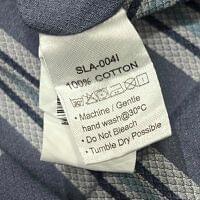 SLA-004I
100% COTTON
• Machine / Gentle
hand wash@30°C
• Do Not Bleach
• Tumble Dry Possible